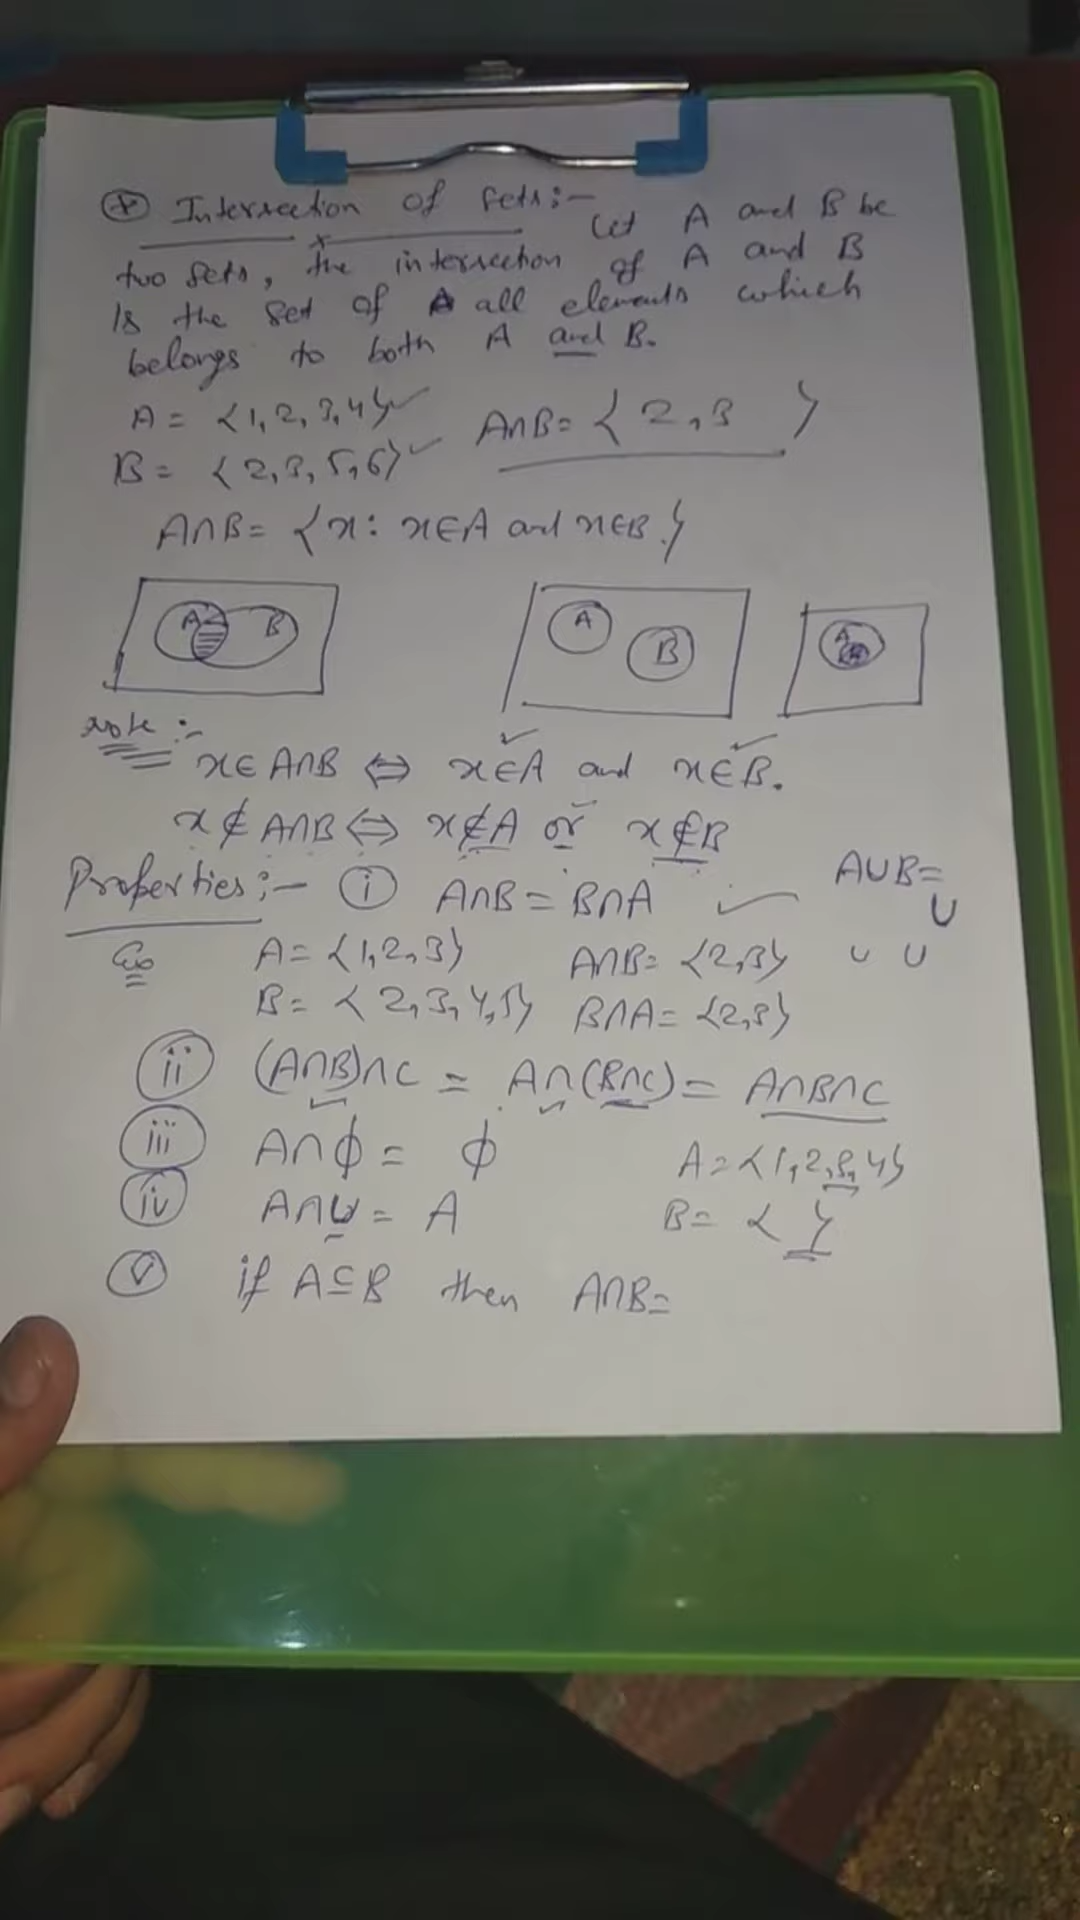 * Intersection of sets:- Let A and B be
two sets, the intersection of A and B
is the set of all elements which
belongs to both A and B.
A = {1, 2, 3, 4} ✓
B = {2, 3, 5, 6} ✓
A∩B = { 2, 3 }
A∩B = {x : x∈A and x∈B.}
A B
A
B
A
Note :-
x∈ A∩B ⇔ x∈A and x∈B.
x∉ A∩B ⇔ x∉A or x∉B
Properties :- (i) A∩B = B∩A ✓
A∪B =
∪
∪ ∪
A = {1, 2, 3} A∩B = {2, 3}
B = {2, 3, 4, 5} B∩A = {2, 3}
(ii) (A∩B)∩C = A∩(B∩C) = A∩B∩C
(iii) A∩ϕ = ϕ
A = {1, 2, 3, 4}
(iv) A∩U = A
B = { }
(v) if A⊆B then A∩B =